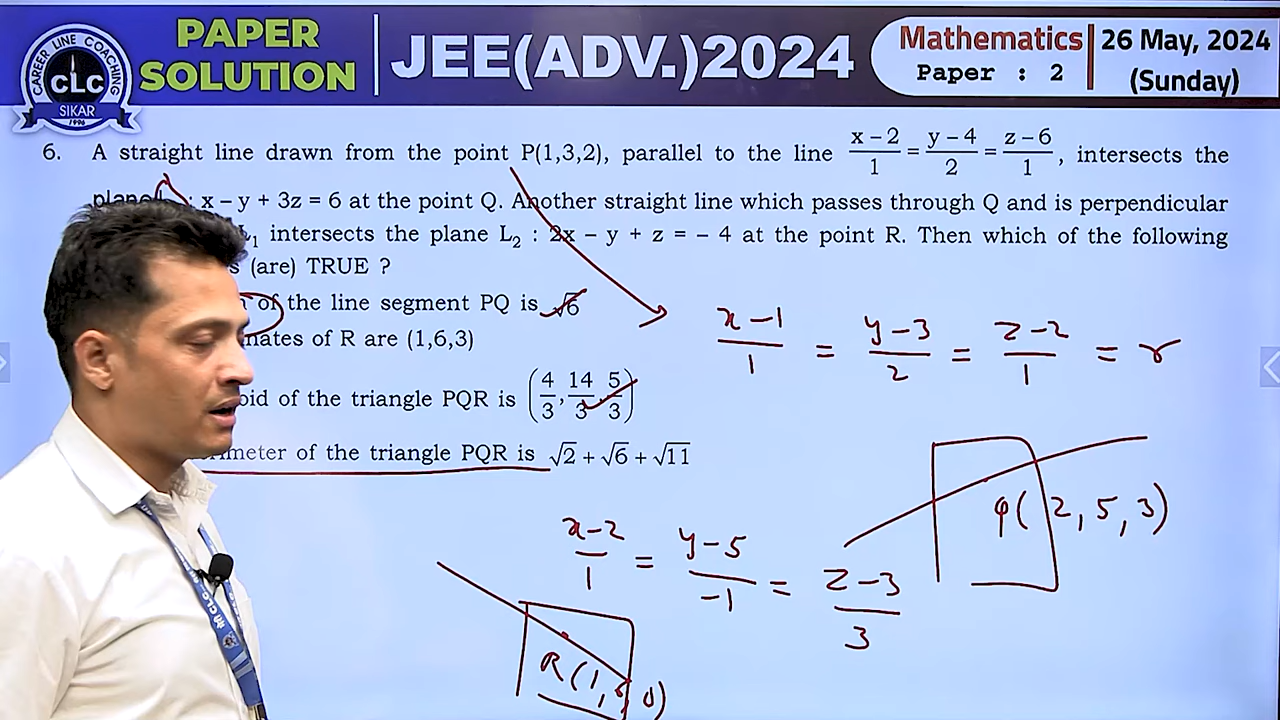 CAREER LINE COACHING
CLC
SIKAR
1996
PAPER
SOLUTION
JEE(ADV.)2024
Mathematics
Paper : 2
26 May, 2024
(Sunday)
6. A straight line drawn from the point P(1,3,2), parallel to the line (x−2)/1 = (y−4)/2 = (z−6)/1, intersects the
plane : x − y + 3z = 6 at the point Q. Another straight line which passes through Q and is perpendicular
L₁ intersects the plane L₂ : 2x − y + z = − 4 at the point R. Then which of the following
(are) TRUE ?
of the line segment PQ is √6
of R are (1,6,3)
of the triangle PQR is (4/3, 14/3, 5/3)
of the triangle PQR is √2 + √6 + √11
(x−1)/1 = (y−3)/2 = (z−2)/1 = r
Q(2,5,3)
(x−2)/1 = (y−5)/−1 = (z−3)/3
R(1,6,0)
CLC